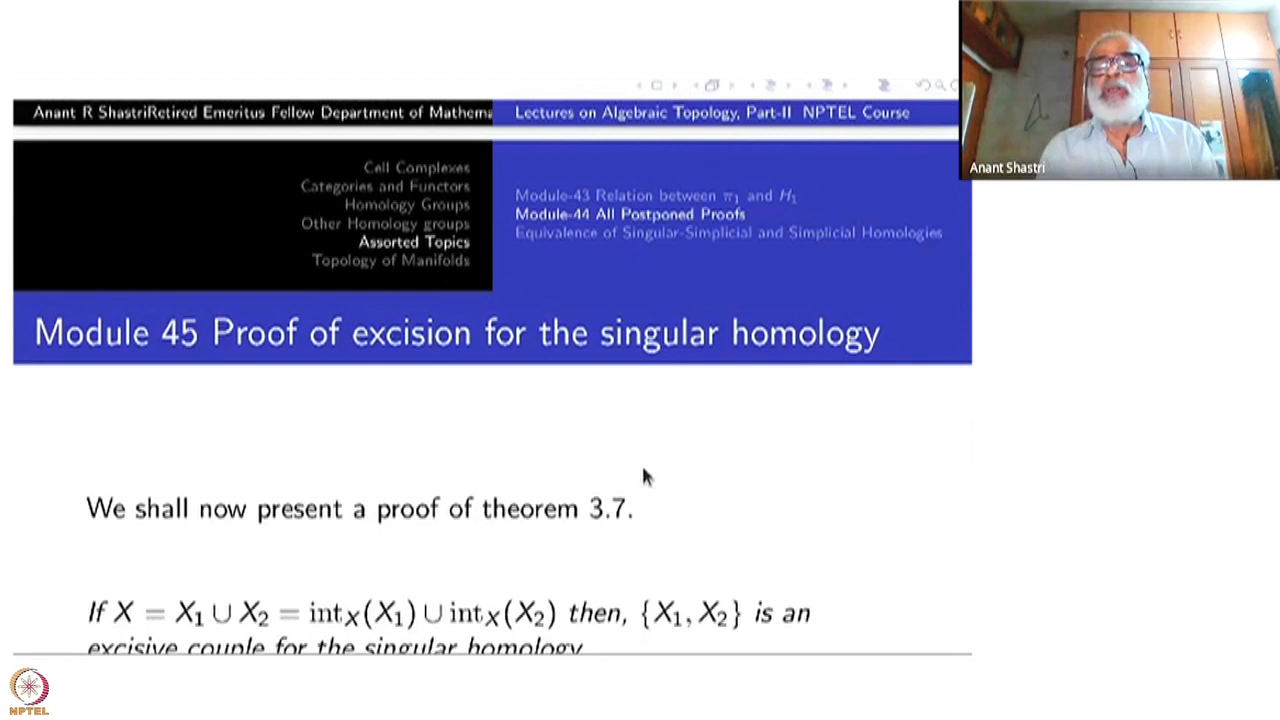 Anant R ShastriRetired Emeritus Fellow Department of Mathema
Lectures on Algebraic Topology, Part-II NPTEL Course
Cell Complexes
Categories and Functors
Homology Groups
Other Homology groups
Assorted Topics
Topology of Manifolds
Module-43 Relation between π₁ and H₁
Module-44 All Postponed Proofs
Equivalence of Singular-Simplicial and Simplicial Homologies
Module 45 Proof of excision for the singular homology
We shall now present a proof of theorem 3.7.
If X = X₁ ∪ X₂ = int_X(X₁) ∪ int_X(X₂) then, {X₁, X₂} is an
excisive couple for the singular homology
Anant Shastri
NPTEL